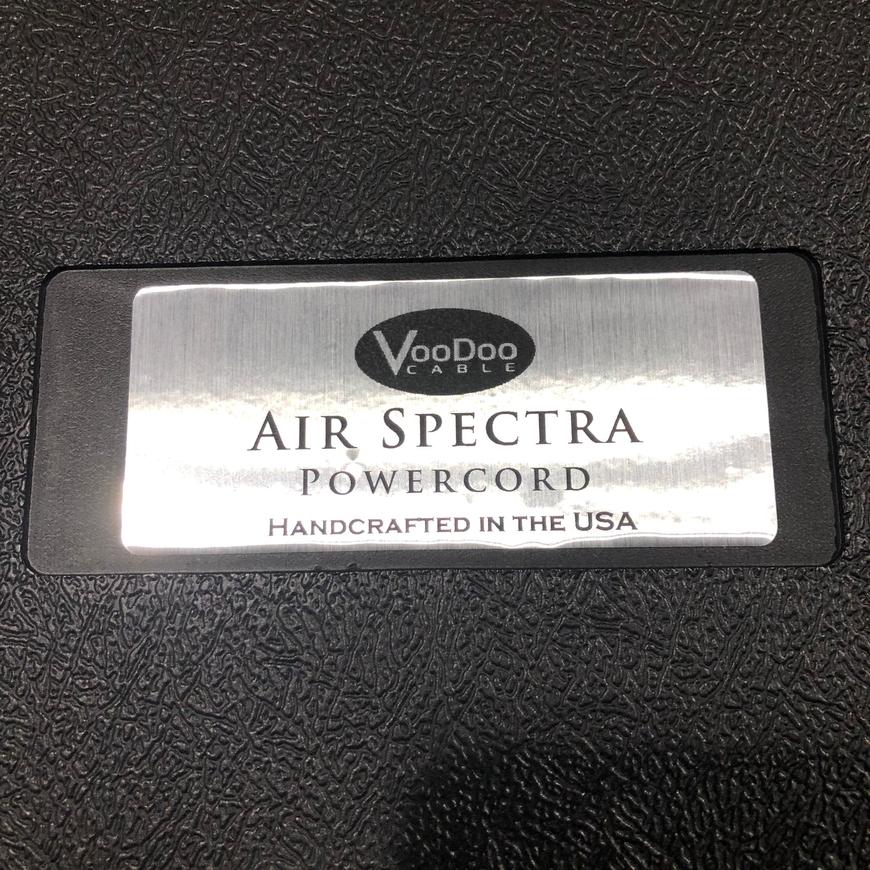 VooDoo
CABLE
AIR SPECTRA
POWERCORD
HANDCRAFTED IN THE USA